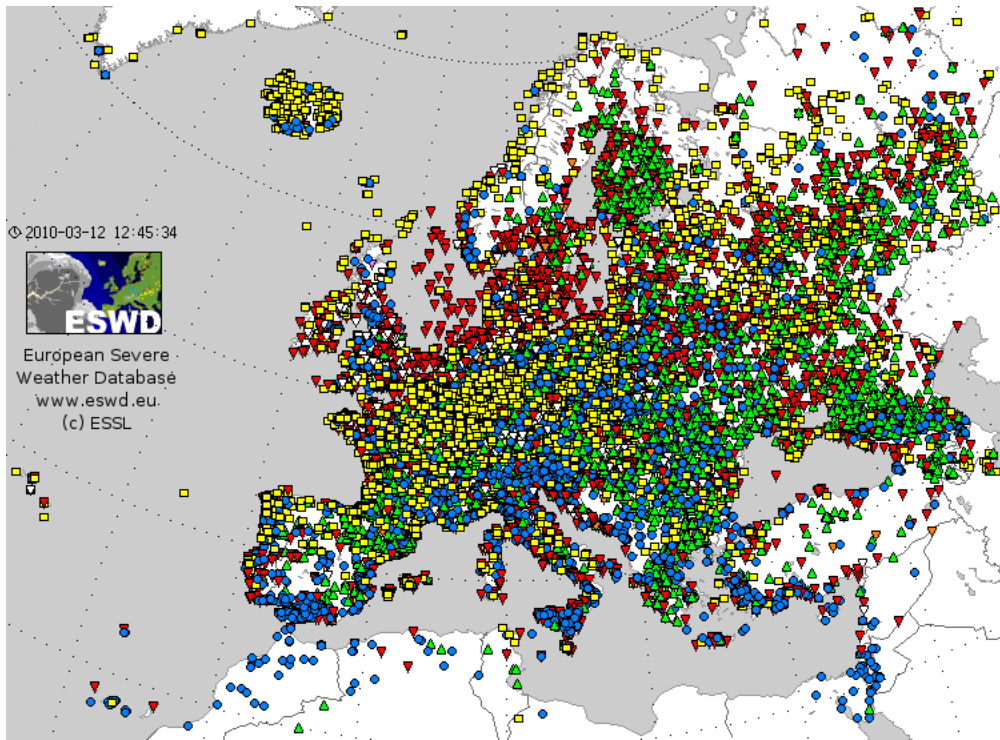 2010-03-12 12:45:34
ESWD
European Severe
Weather Database
www.eswd.eu
(c) ESSL